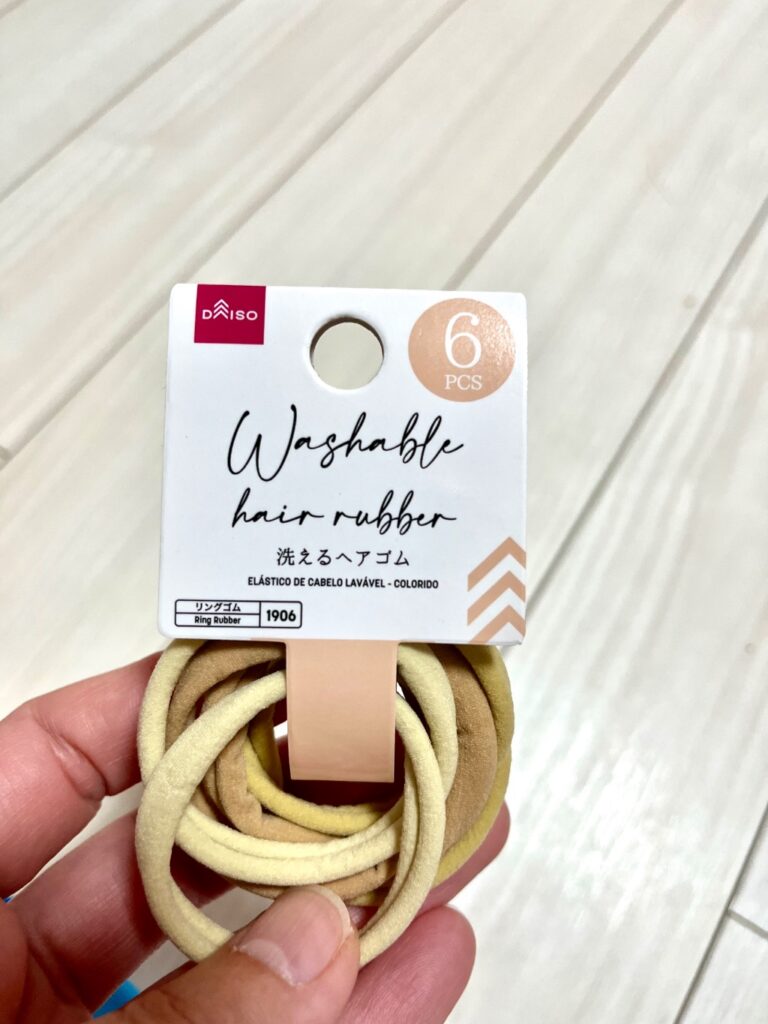 DAISO
6
PCS
Washable
hair rubber
洗えるヘアゴム
ELÁSTICO DE CABELO LAVÁVEL - COLORIDO
リングゴム
Ring Rubber
1906